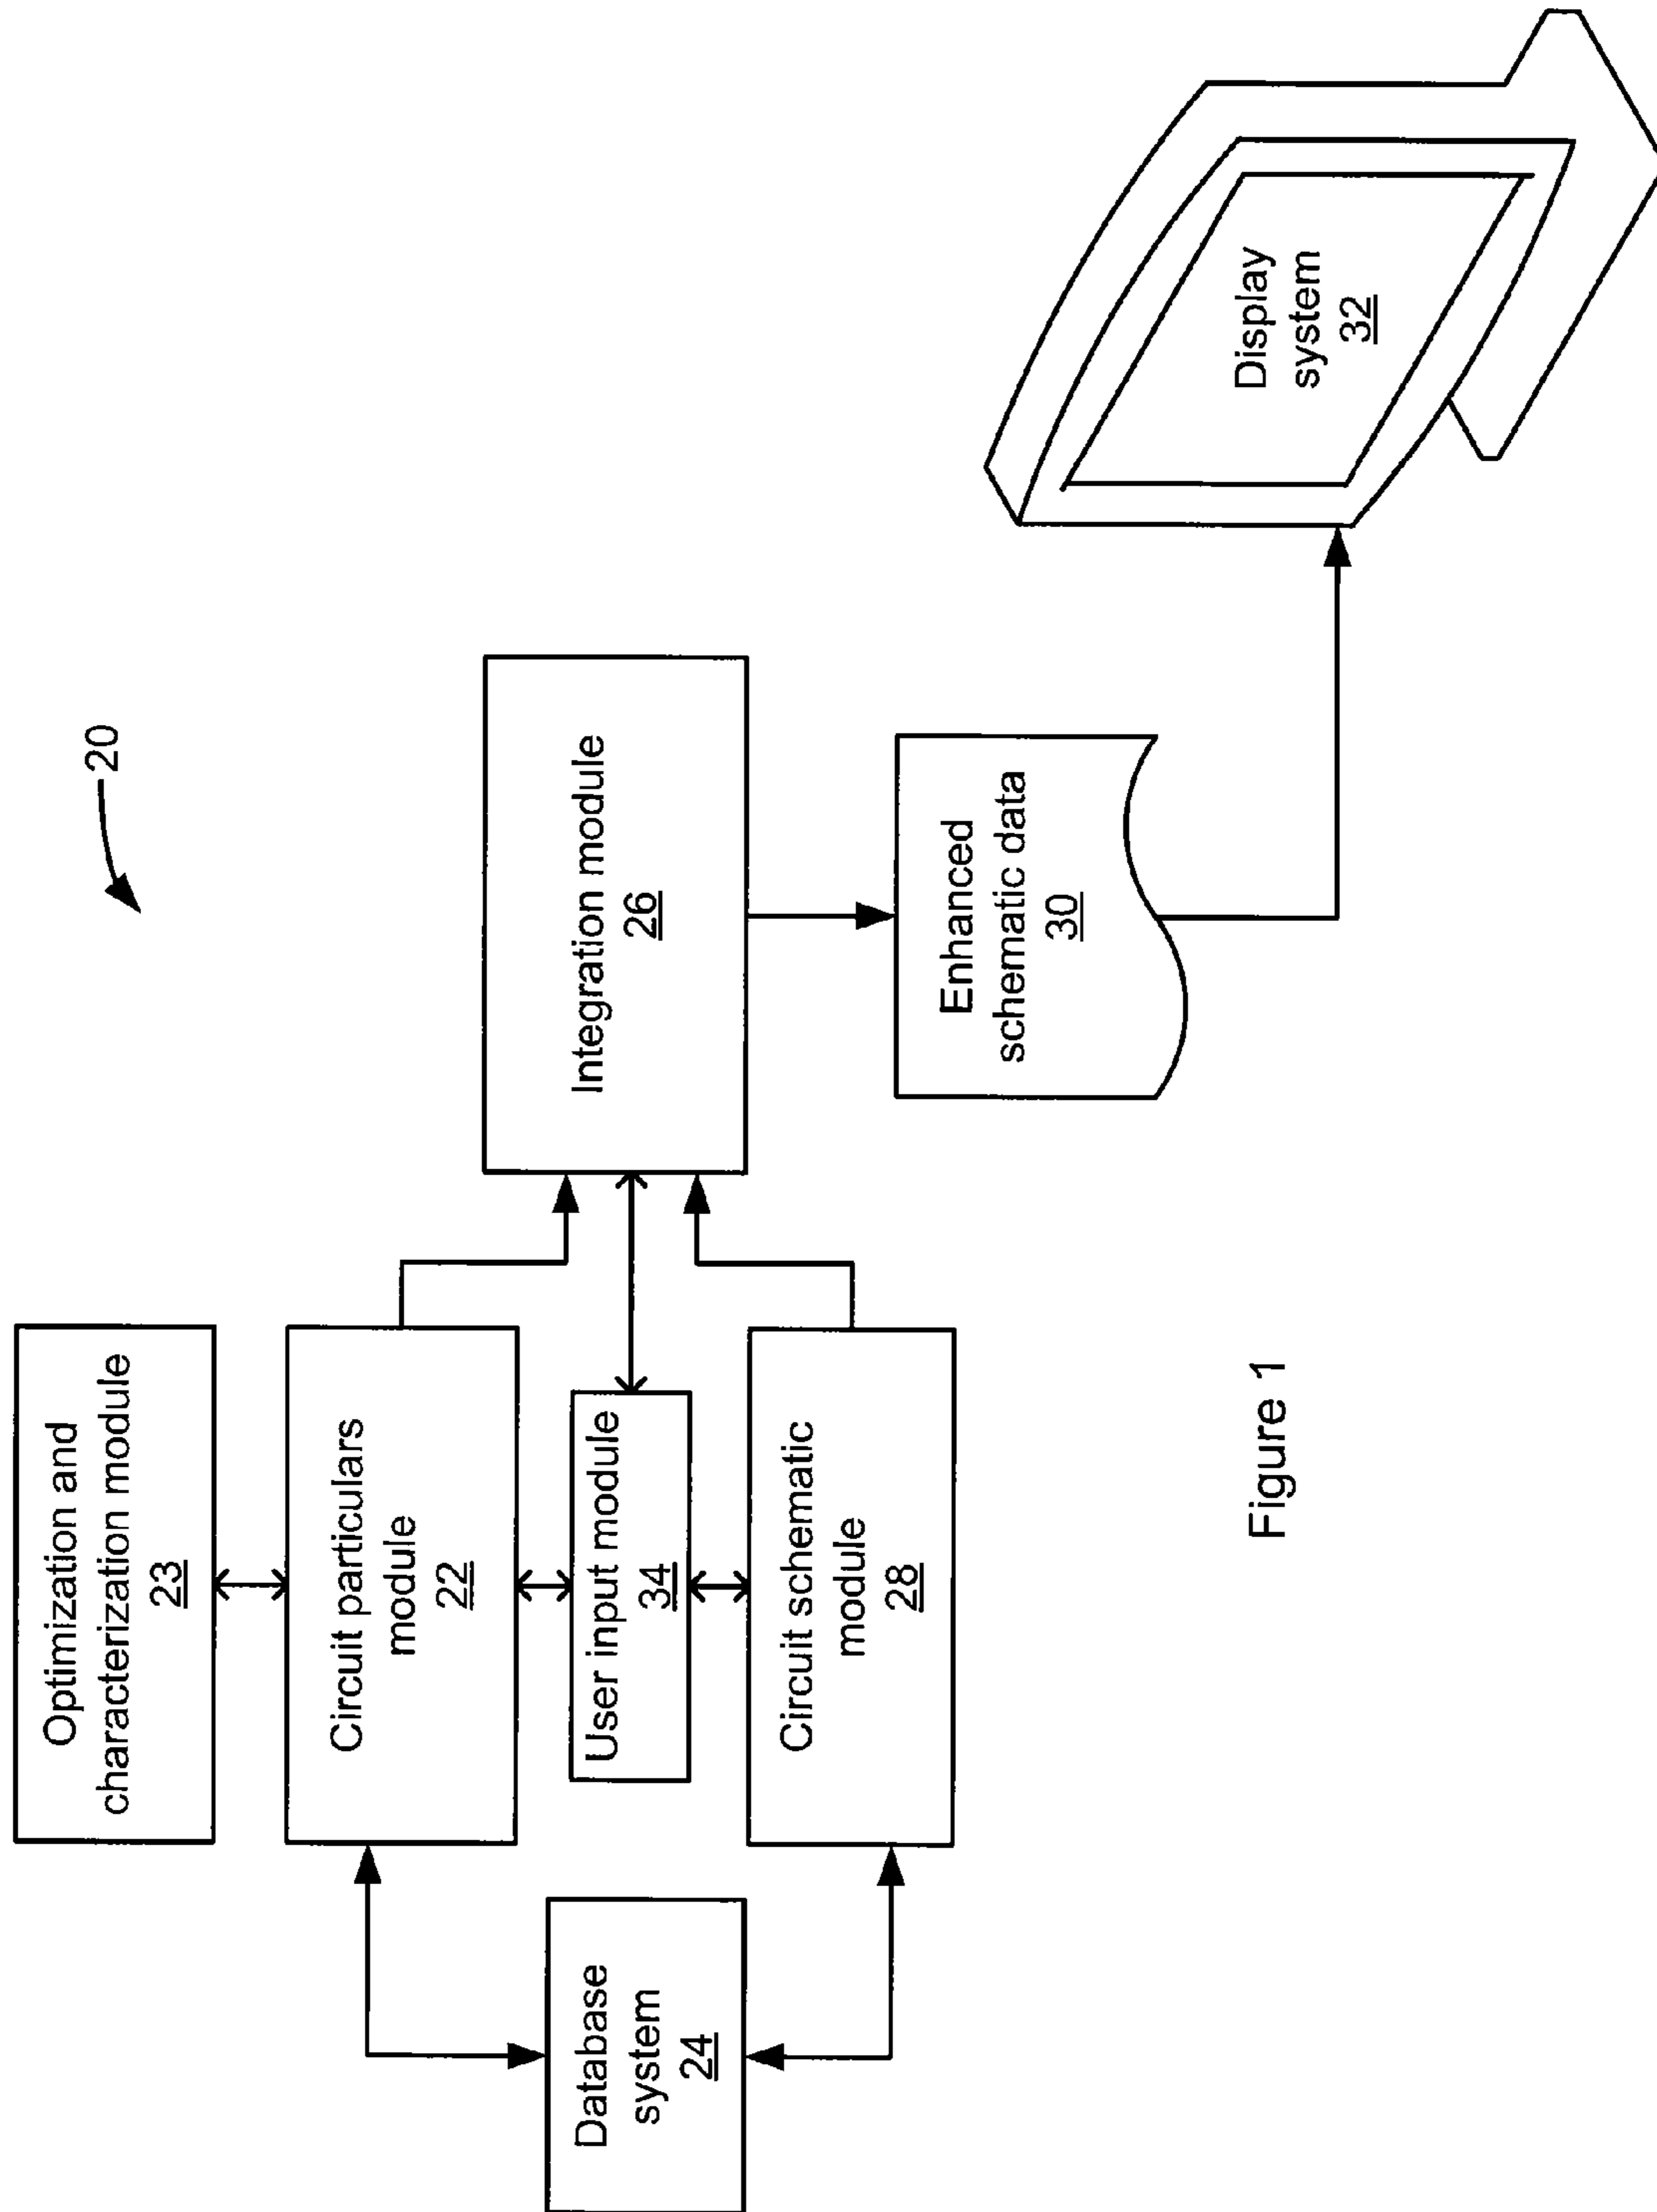 20
Optimization and
characterization module
23
Circuit particulars
module
22
Integration module
26
User input module
34
Database
system
24
Circuit schematic
module
28
Enhanced
schematic data
30
Display
system
32
Figure 1